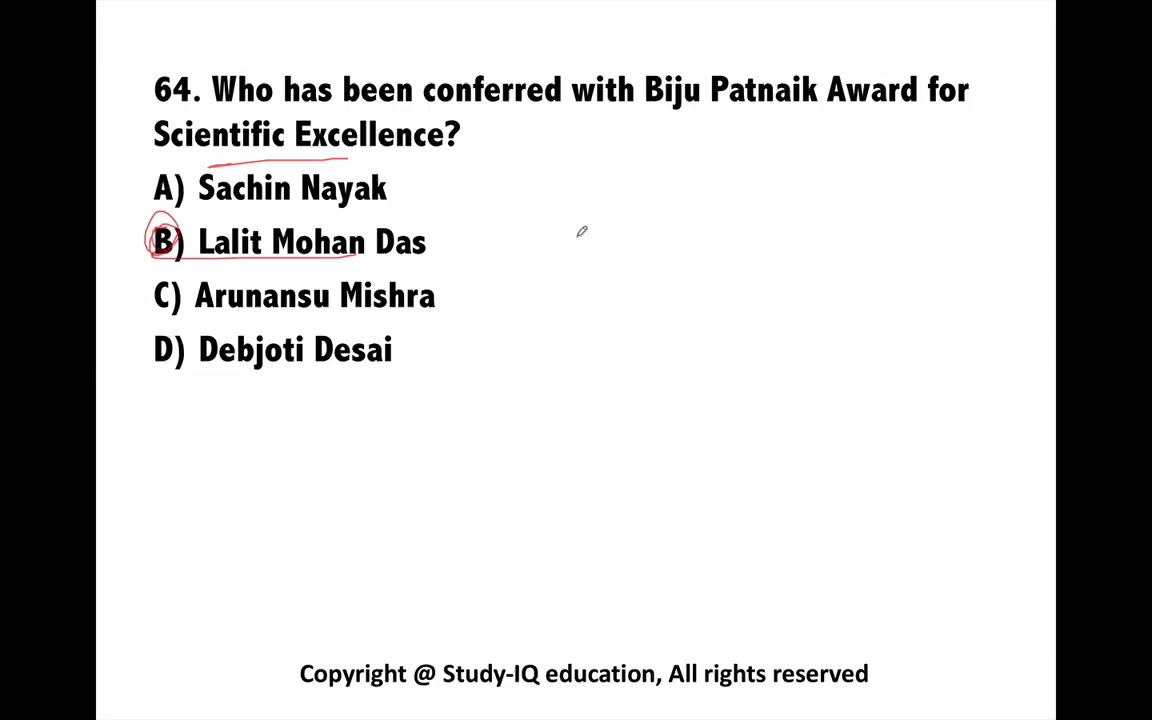 64. Who has been conferred with Biju Patnaik Award for
Scientific Excellence?
A) Sachin Nayak
B) Lalit Mohan Das
C) Arunansu Mishra
D) Debjoti Desai
Copyright @ Study-IQ education, All rights reserved